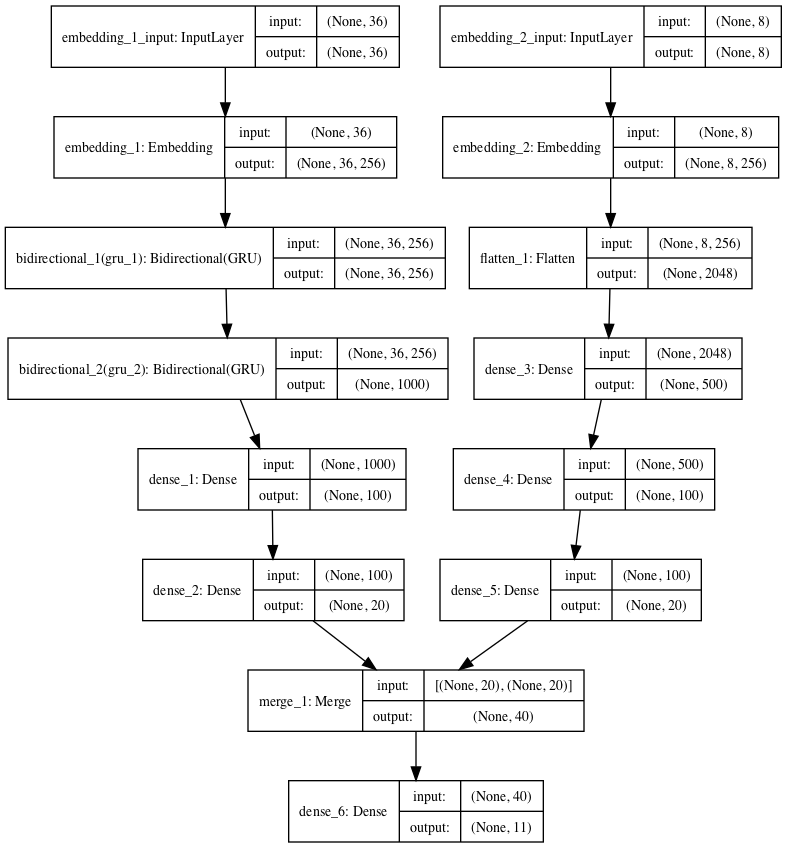 embedding_1_input: InputLayer
input: (None, 36)
output: (None, 36)
embedding_2_input: InputLayer
input: (None, 8)
output: (None, 8)
embedding_1: Embedding
input: (None, 36)
output: (None, 36, 256)
embedding_2: Embedding
input: (None, 8)
output: (None, 8, 256)
bidirectional_1(gru_1): Bidirectional(GRU)
input: (None, 36, 256)
output: (None, 36, 256)
flatten_1: Flatten
input: (None, 8, 256)
output: (None, 2048)
bidirectional_2(gru_2): Bidirectional(GRU)
input: (None, 36, 256)
output: (None, 1000)
dense_3: Dense
input: (None, 2048)
output: (None, 500)
dense_1: Dense
input: (None, 1000)
output: (None, 100)
dense_4: Dense
input: (None, 500)
output: (None, 100)
dense_2: Dense
input: (None, 100)
output: (None, 20)
dense_5: Dense
input: (None, 100)
output: (None, 20)
merge_1: Merge
input: [(None, 20), (None, 20)]
output: (None, 40)
dense_6: Dense
input: (None, 40)
output: (None, 11)